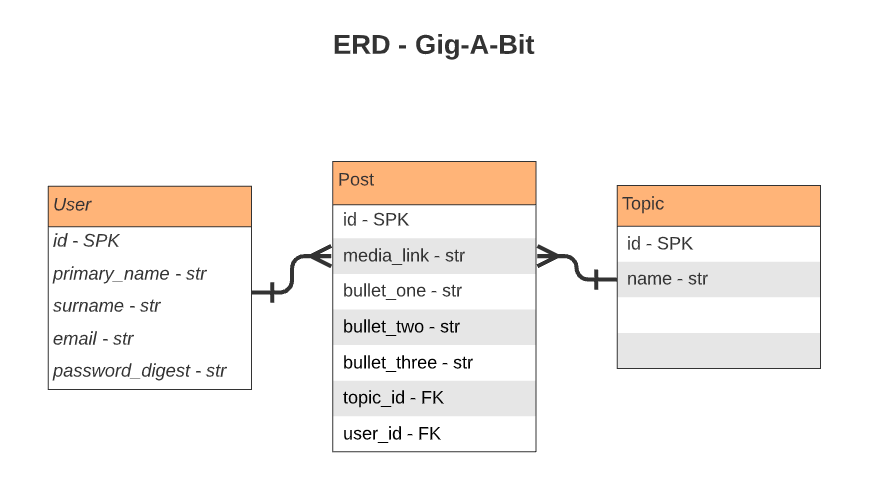 ERD - Gig-A-Bit
User
id - SPK
primary_name - str
surname - str
email - str
password_digest - str
Post
id - SPK
media_link - str
bullet_one - str
bullet_two - str
bullet_three - str
topic_id - FK
user_id - FK
Topic
id - SPK
name - str